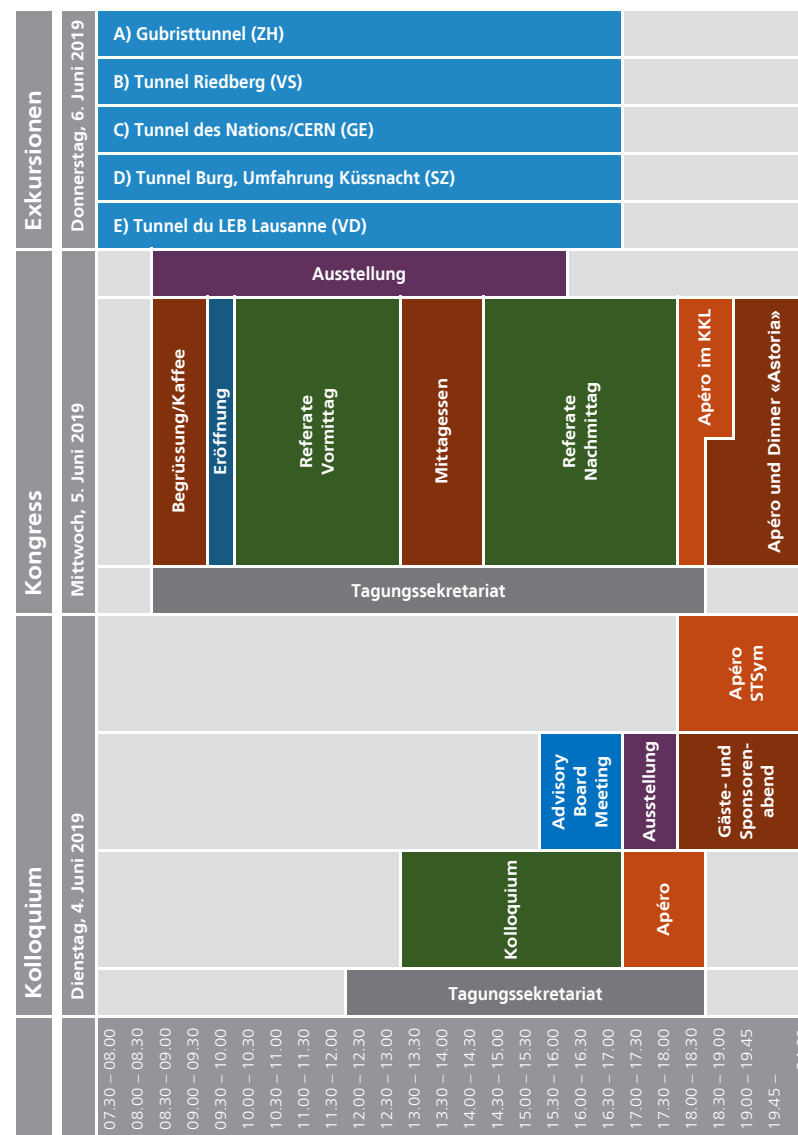 Exkursionen
Donnerstag, 6. Juni 2019
A) Gubristtunnel (ZH)
B) Tunnel Riedberg (VS)
C) Tunnel des Nations/CERN (GE)
D) Tunnel Burg, Umfahrung Küssnacht (SZ)
E) Tunnel du LEB Lausanne (VD)
Kongress
Mittwoch, 5. Juni 2019
Ausstellung
Begrüssung/Kaffee
Eröffnung
Referate
Vormittag
Mittagessen
Referate
Nachmittag
Apéro im KKL
Apéro und Dinner «Astoria»
Tagungssekretariat
Kolloquium
Dienstag, 4. Juni 2019
Apéro
STSym
Advisory
Board
Meeting
Ausstellung
Gäste- und
Sponsoren-
abend
Kolloquium
Apéro
Tagungssekretariat
07.30 – 08.00
08.00 – 08.30
08.30 – 09.00
09.00 – 09.30
09.30 – 10.00
10.00 – 10.30
10.30 – 11.00
11.00 – 11.30
11.30 – 12.00
12.00 – 12.30
12.30 – 13.00
13.00 – 13.30
13.30 – 14.00
14.00 – 14.30
14.30 – 15.00
15.00 – 15.30
15.30 – 16.00
16.00 – 16.30
16.30 – 17.00
17.00 – 17.30
17.30 – 18.00
18.00 – 18.30
18.30 – 19.00
19.00 – 19.45
19.45 –